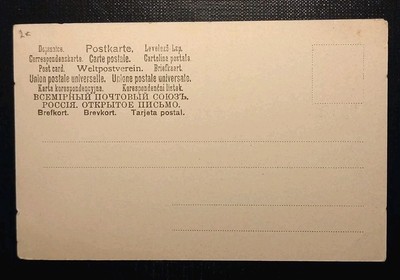 2c
Dopisnice. Postkarte. Levelező-Lap.
Correspondenzkarte. Carte postale. Cartolina postale.
Post card. Weltpostverein. Briefkaart.
Union postale universelle. Unione postale universale.
Karta korespondencyjna. Korespondenční lístek.
ВСЕМІРНЫЙ ПОЧТОВЫЙ СОЮЗЪ.
РОССІЯ. ОТКРЫТОЕ ПИСЬМО.
Brefkort. Brevkort. Tarjeta postal.